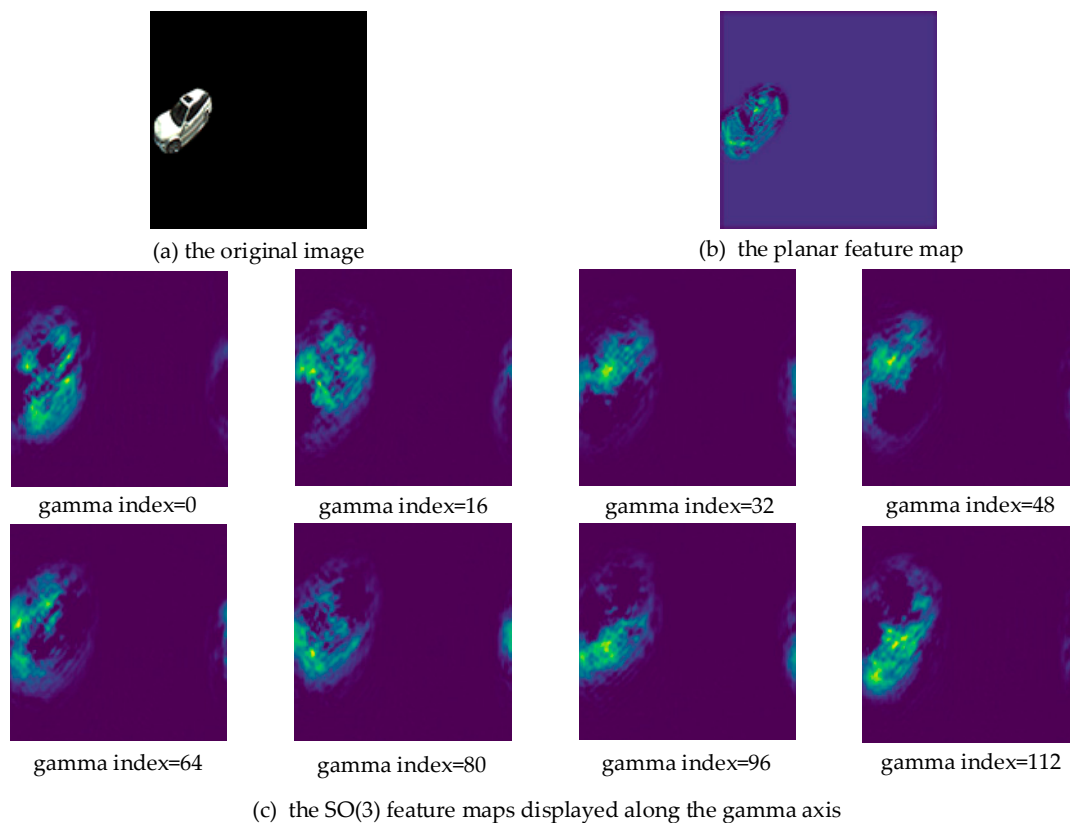 (a) the original image
(b) the planar feature map
gamma index=0
gamma index=16
gamma index=32
gamma index=48
gamma index=64
gamma index=80
gamma index=96
gamma index=112
(c) the SO(3) feature maps displayed along the gamma axis